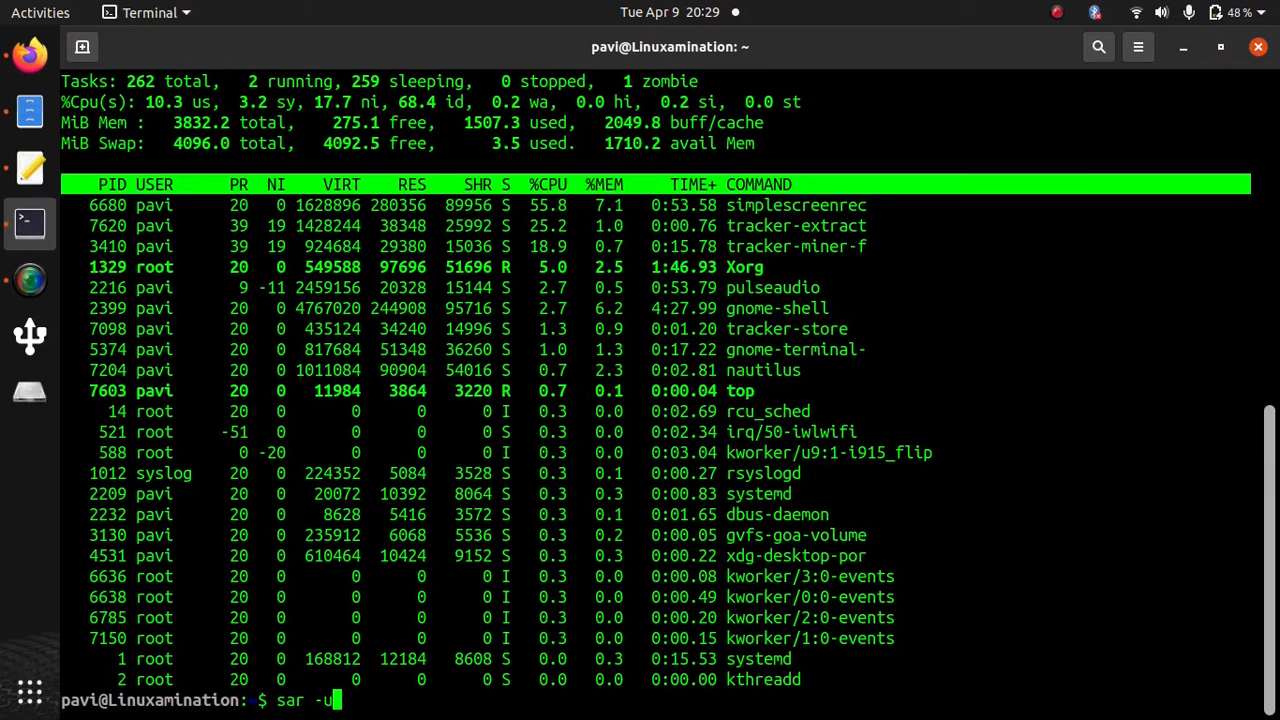 Activities Terminal Tue Apr 9 20:29 48 %
pavi@Linuxamination: ~
Tasks: 262 total, 2 running, 259 sleeping, 0 stopped, 1 zombie
%Cpu(s): 10.3 us, 3.2 sy, 17.7 ni, 68.4 id, 0.2 wa, 0.0 hi, 0.2 si, 0.0 st
MiB Mem : 3832.2 total, 275.1 free, 1507.3 used, 2049.8 buff/cache
MiB Swap: 4096.0 total, 4092.5 free, 3.5 used. 1710.2 avail Mem
PID USER PR NI VIRT RES SHR S %CPU %MEM TIME+ COMMAND
6680 pavi 20 0 1628896 280356 89956 S 55.8 7.1 0:53.58 simplescreenrec
7620 pavi 39 19 1428244 38348 25992 S 25.2 1.0 0:00.76 tracker-extract
3410 pavi 39 19 924684 29380 15036 S 18.9 0.7 0:15.78 tracker-miner-f
1329 root 20 0 549588 97696 51696 R 5.0 2.5 1:46.93 Xorg
2216 pavi 9 -11 2459156 20328 15144 S 2.7 0.5 0:53.79 pulseaudio
2399 pavi 20 0 4767020 244908 95716 S 2.7 6.2 4:27.99 gnome-shell
7098 pavi 20 0 435124 34240 14996 S 1.3 0.9 0:01.20 tracker-store
5374 pavi 20 0 817684 51348 36260 S 1.0 1.3 0:17.22 gnome-terminal-
7204 pavi 20 0 1011084 90904 54016 S 0.7 2.3 0:02.81 nautilus
7603 pavi 20 0 11984 3864 3220 R 0.7 0.1 0:00.04 top
14 root 20 0 0 0 0 I 0.3 0.0 0:02.69 rcu_sched
521 root -51 0 0 0 0 S 0.3 0.0 0:02.34 irq/50-iwlwifi
588 root 0 -20 0 0 0 I 0.3 0.0 0:03.04 kworker/u9:1-i915_flip
1012 syslog 20 0 224352 5084 3528 S 0.3 0.1 0:00.27 rsyslogd
2209 pavi 20 0 20072 10392 8064 S 0.3 0.3 0:00.83 systemd
2232 pavi 20 0 8628 5416 3572 S 0.3 0.1 0:01.65 dbus-daemon
3130 pavi 20 0 235912 6068 5536 S 0.3 0.2 0:00.05 gvfs-goa-volume
4531 pavi 20 0 610464 10424 9152 S 0.3 0.3 0:00.22 xdg-desktop-por
6636 root 20 0 0 0 0 I 0.3 0.0 0:00.08 kworker/3:0-events
6638 root 20 0 0 0 0 I 0.3 0.0 0:00.49 kworker/0:0-events
6785 root 20 0 0 0 0 I 0.3 0.0 0:00.20 kworker/2:0-events
7150 root 20 0 0 0 0 I 0.3 0.0 0:00.15 kworker/1:0-events
1 root 20 0 168812 12184 8608 S 0.0 0.3 0:15.53 systemd
2 root 20 0 0 0 0 S 0.0 0.0 0:00.00 kthreadd
pavi@Linuxamination:~$ sar -u